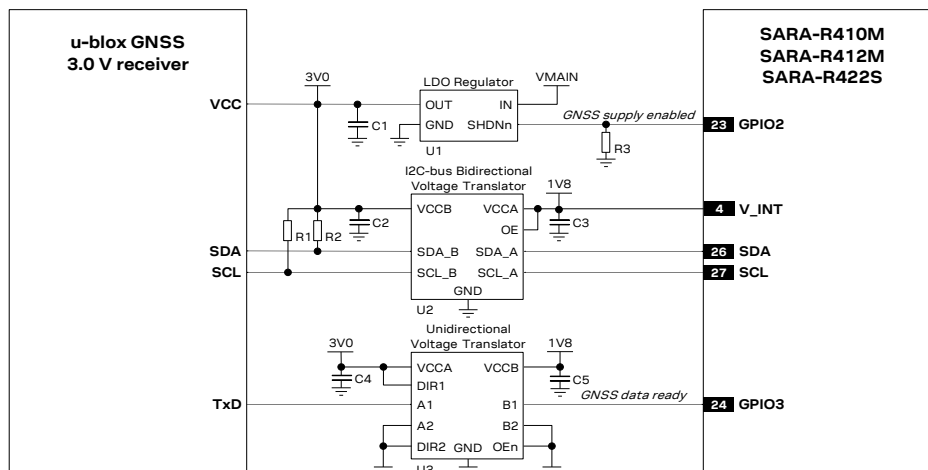 u-blox GNSS
3.0 V receiver
SARA-R410M
SARA-R412M
SARA-R422S
3V0
LDO Regulator
VMAIN
VCC
OUT
IN
GNSS supply enabled
C1
GND
SHDNn
23
GPIO2
U1
R3
I2C-bus Bidirectional
Voltage Translator
1V8
VCCB
VCCA
4
V_INT
C2
OE
C3
R1
R2
SDA
SDA_B
SDA_A
26
SDA
SCL
SCL_B
SCL_A
27
SCL
GND
U2
Unidirectional
Voltage Translator
3V0
1V8
VCCA
VCCB
C4
DIR1
C5
GNSS data ready
TxD
A1
B1
24
GPIO3
A2
B2
DIR2
GND
OEn
U3